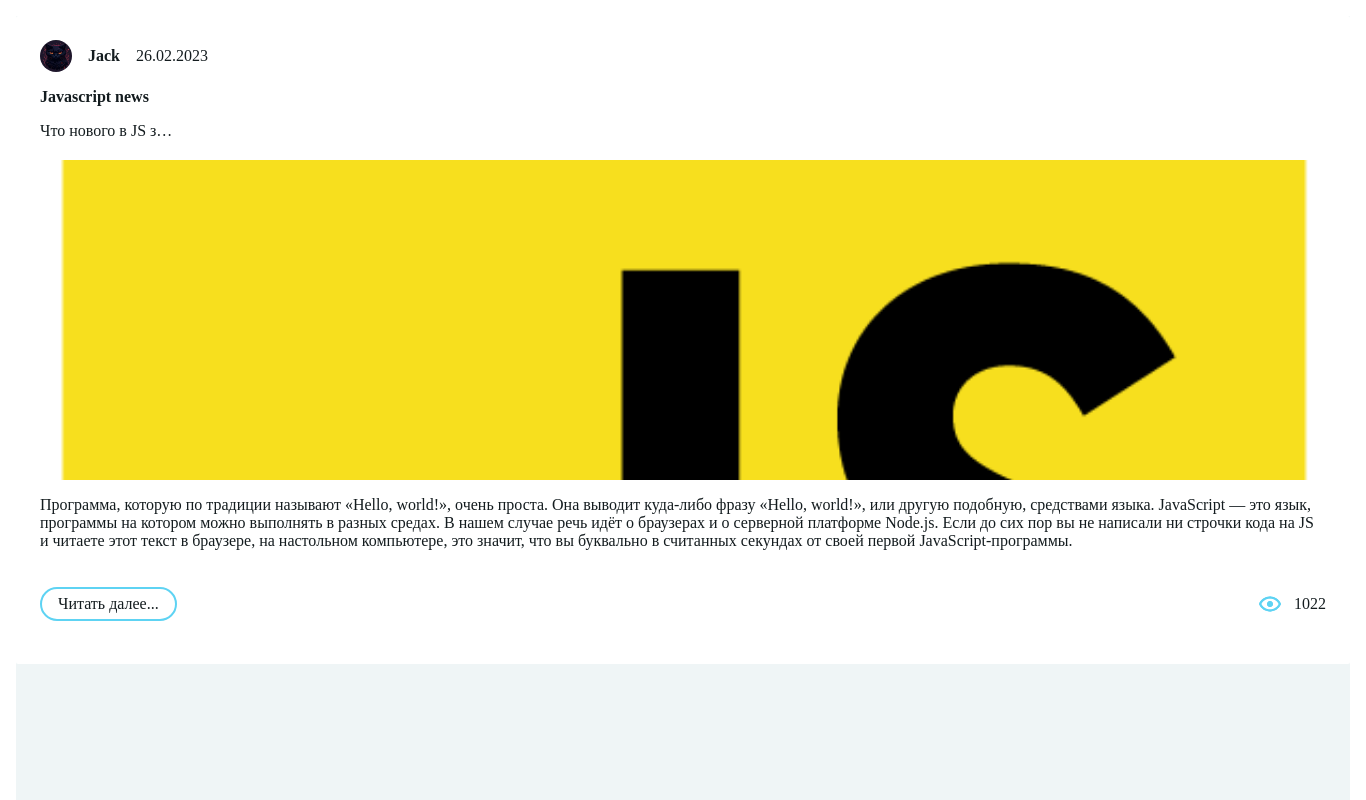 Jack 26.02.2023
Javascript news
Что нового в JS з…
JS
Программа, которую по традиции называют «Hello, world!», очень проста. Она выводит куда-либо фразу «Hello, world!», или другую подобную, средствами языка. JavaScript — это язык,
программы на котором можно выполнять в разных средах. В нашем случае речь идёт о браузерах и о серверной платформе Node.js. Если до сих пор вы не написали ни строчки кода на JS
и читаете этот текст в браузере, на настольном компьютере, это значит, что вы буквально в считанных секундах от своей первой JavaScript-программы.
Читать далее... 1022